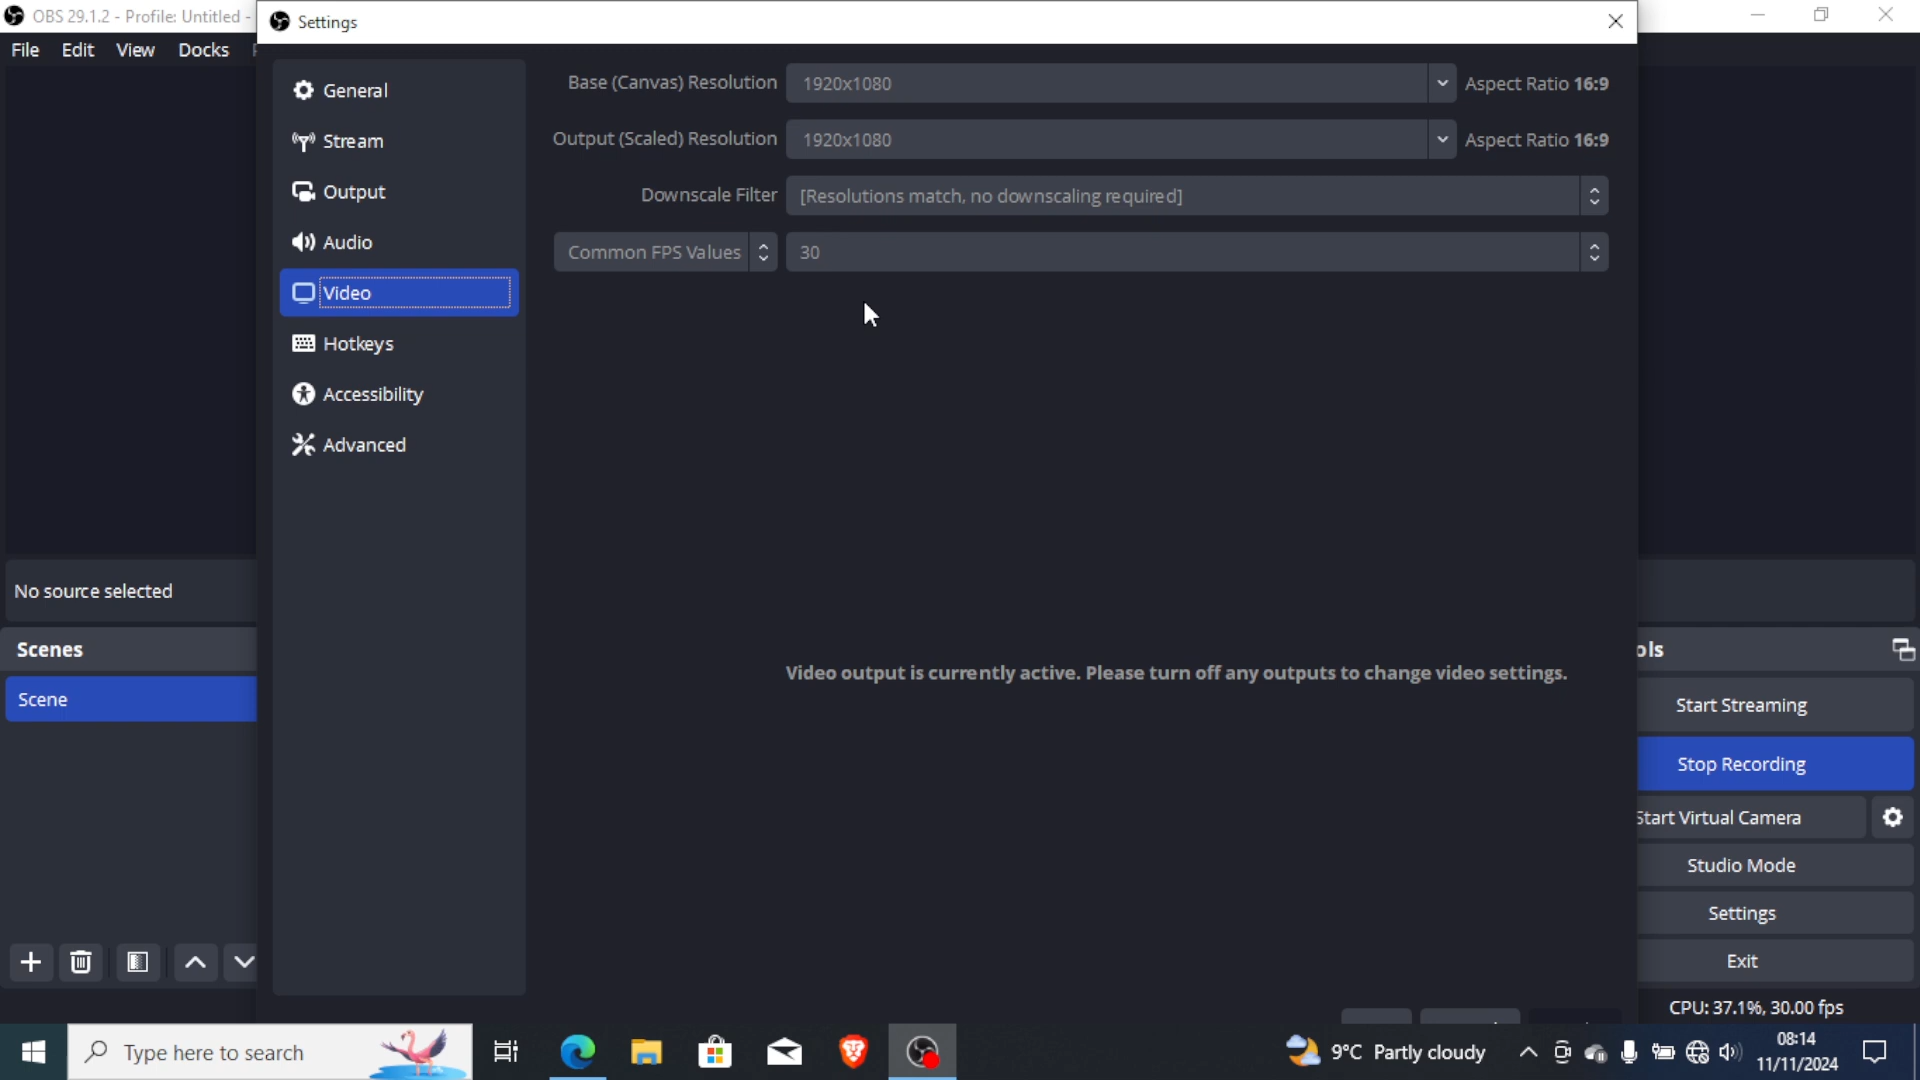 OBS 29.1.2 - Profile: Untitled -
Settings
File Edit View Docks
General
Stream
Output
Audio
Video
Hotkeys
Accessibility
Advanced
Base (Canvas) Resolution 1920x1080 Aspect Ratio 16:9
Output (Scaled) Resolution 1920x1080 Aspect Ratio 16:9
Downscale Filter [Resolutions match, no downscaling required]
Common FPS Values 30
Video output is currently active. Please turn off any outputs to change video settings.
No source selected
Scenes
Scene
ols
Start Streaming
Stop Recording
Start Virtual Camera
Studio Mode
Settings
Exit
CPU: 37.1%, 30.00 fps
Type here to search
9°C Partly cloudy
08:14
11/11/2024